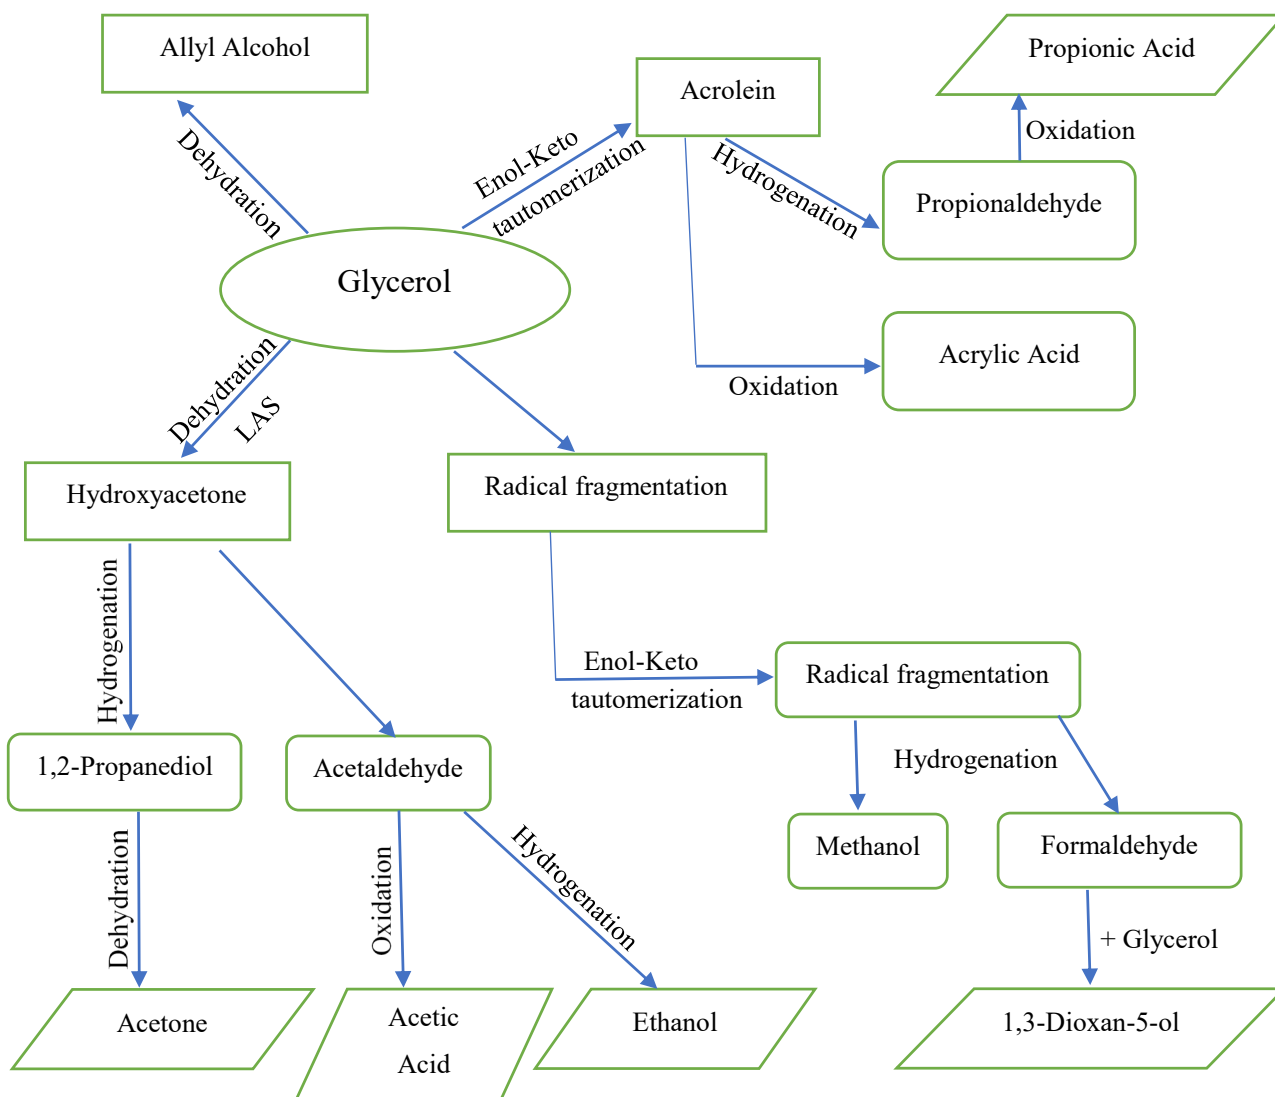 Allyl Alcohol
Propionic Acid
Acrolein
Oxidation
Dehydration
Enol-Keto
tautomerization
Hydrogenation
Propionaldehyde
Glycerol
Acrylic Acid
Oxidation
Dehydration
LAS
Hydroxyacetone
Radical fragmentation
Hydrogenation
Enol-Keto
tautomerization
Radical fragmentation
1,2-Propanediol
Acetaldehyde
Hydrogenation
Methanol
Formaldehyde
Dehydration
Oxidation
Hydrogenation
+ Glycerol
Acetone
Acetic
Acid
Ethanol
1,3-Dioxan-5-ol